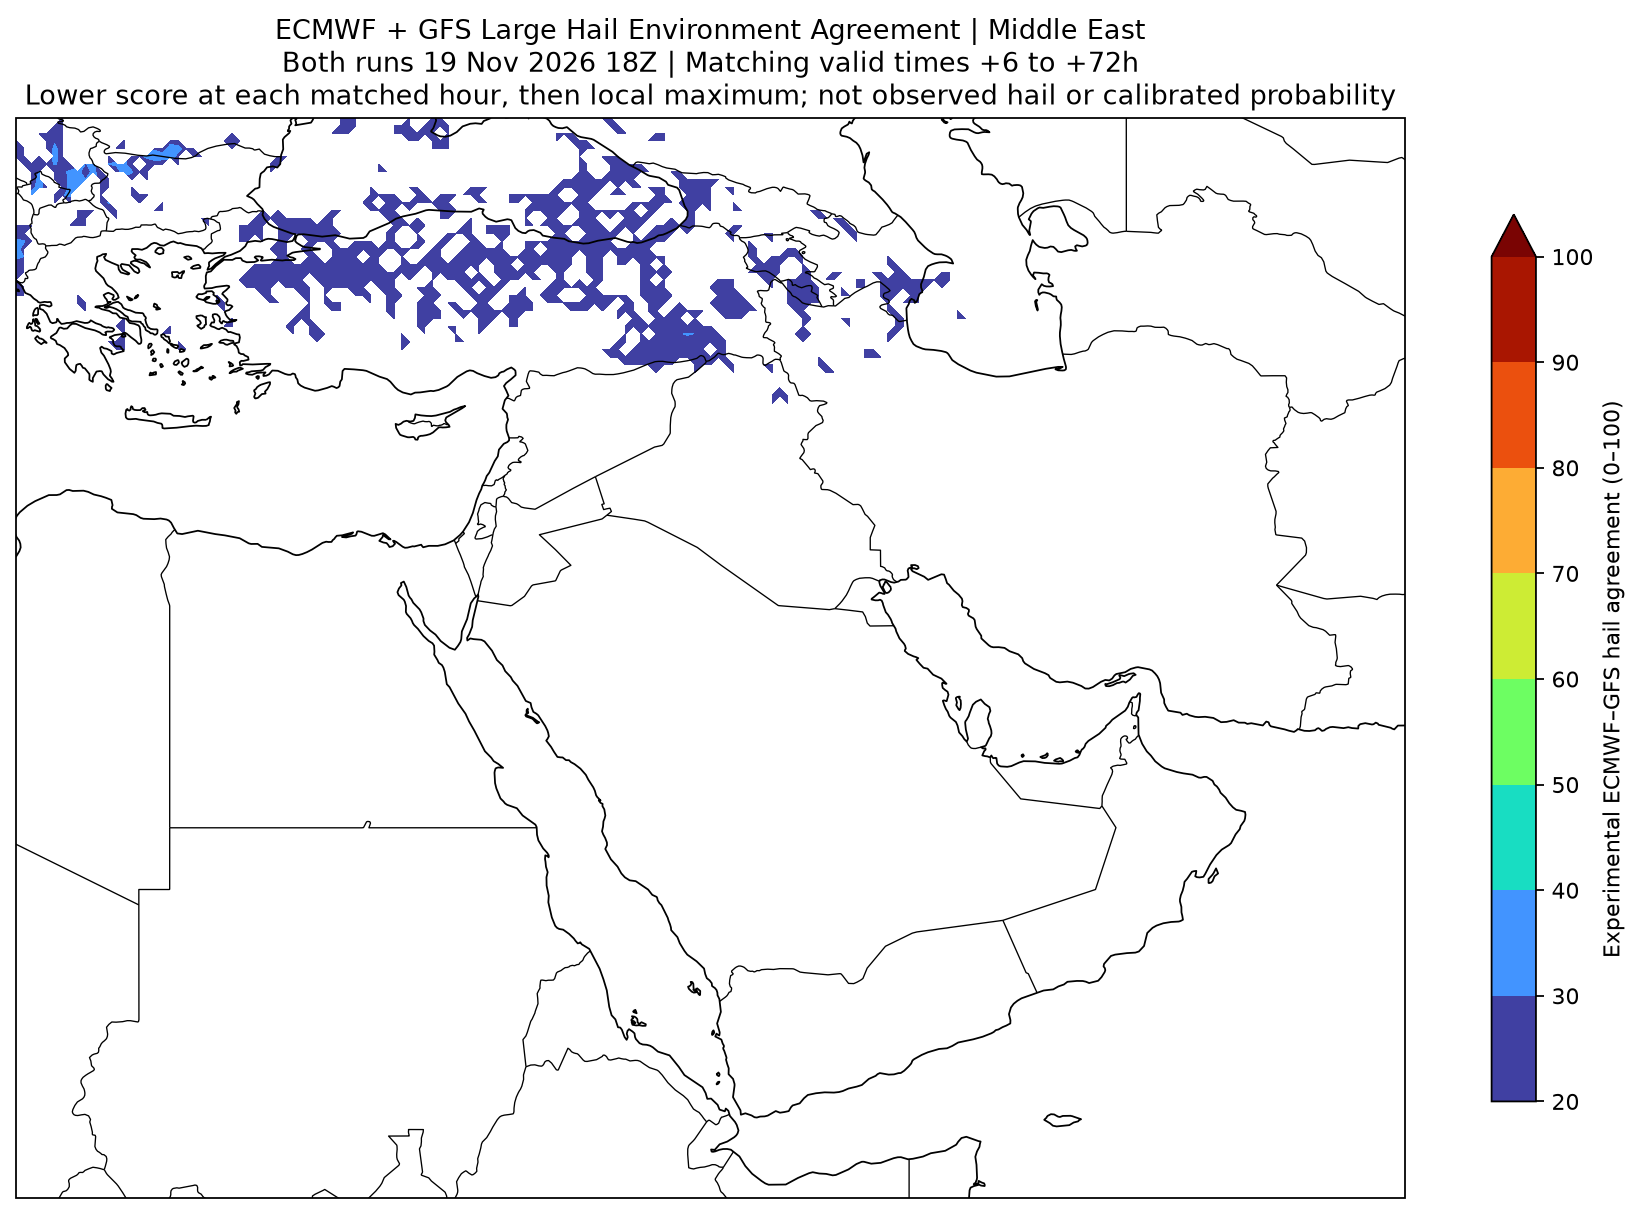 ECMWF + GFS Large Hail Environment Agreement | Middle East
Both runs 19 Nov 2026 18Z | Matching valid times +6 to +72h
Lower score at each matched hour, then local maximum; not observed hail or calibrated probability
100
90
80
70
60
50
40
30
20
Experimental ECMWF–GFS hail agreement (0–100)